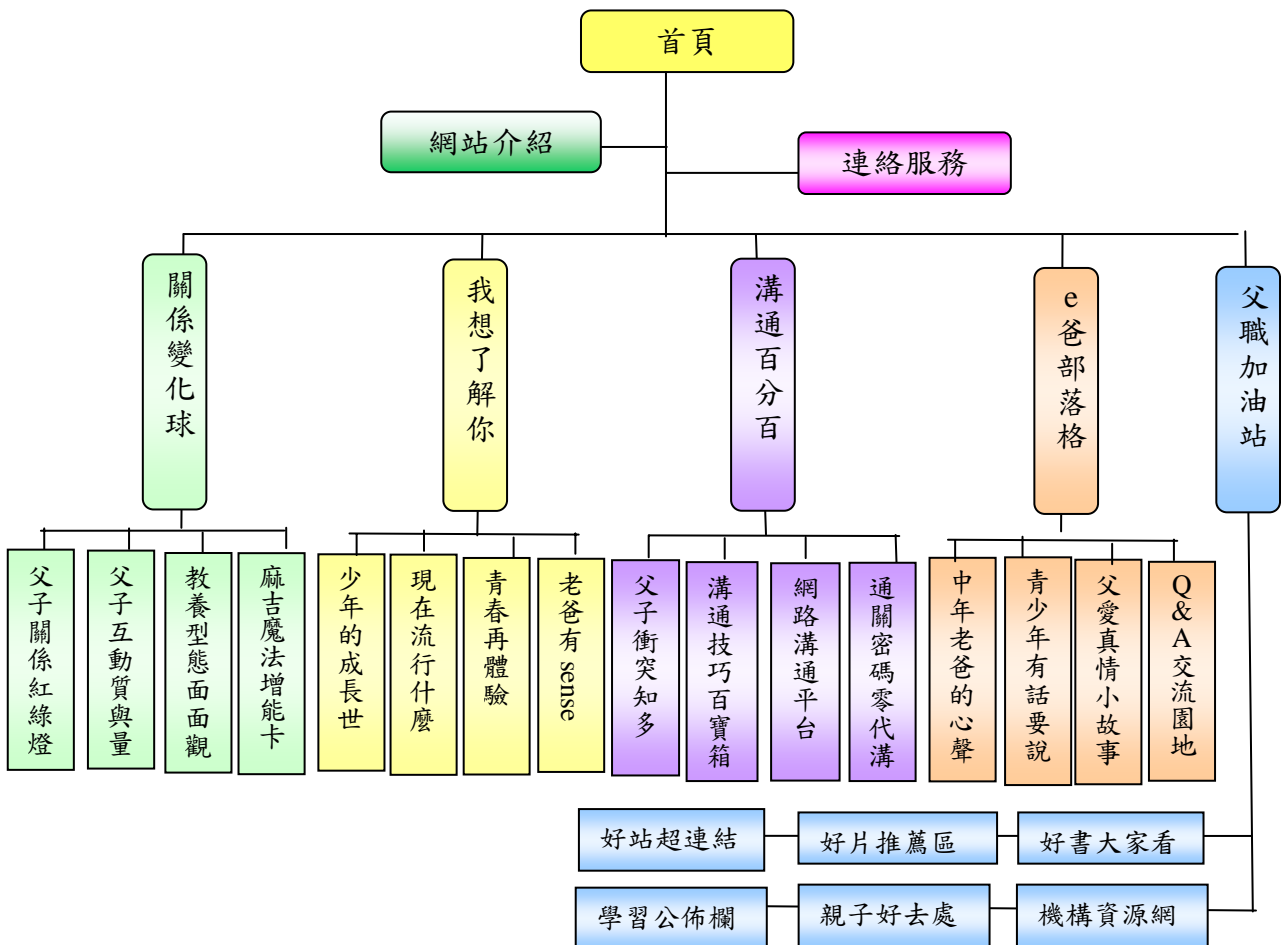 首頁
網站介紹
連絡服務
關係變化球
我想了解你
溝通百分百
e爸部落格
父職加油站
父子關係紅綠燈
父子互動質與量
教養型態面面觀
麻吉魔法增能卡
少年的成長世
現在流行什麼
青春再體驗
老爸有 sense
父子衝突知多
溝通技巧百寶箱
網路溝通平台
通關密碼零代溝
中年老爸的心聲
青少年有話要說
父愛真情小故事
Q&A交流園地
好站超連結
好片推薦區
好書大家看
學習公佈欄
親子好去處
機構資源網